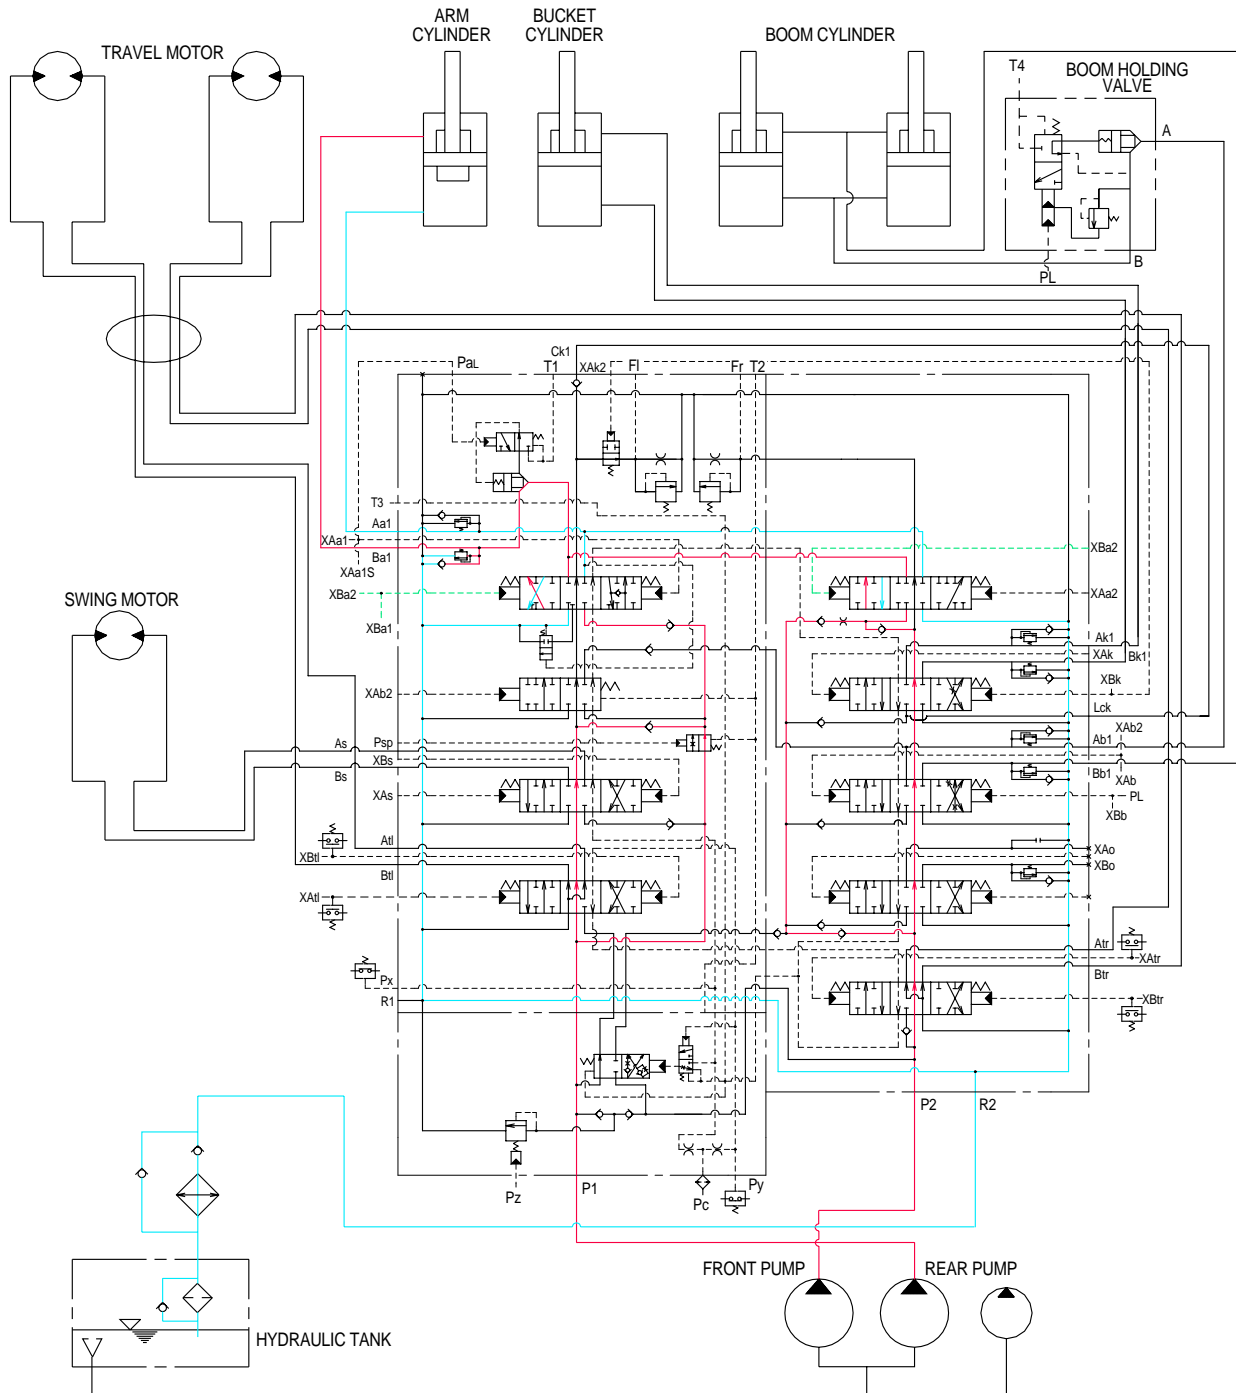 ARM
CYLINDER
BUCKET
CYLINDER
BOOM CYLINDER
TRAVEL MOTOR
T4
BOOM HOLDING
VALVE
A
B
PL
Ck1
PaL
T1
XAk2
Fl
Fr
T2
T3
Aa1
XAa1
Ba1
XAa1S
XBa2
XBa2
XAa2
SWING MOTOR
XBa1
Ak1
XAk
Bk1
XAb2
XBk
Lck
XAb2
As
Psp
Ab1
XBs
Bs
Bb1
XAb
XAs
PL
XBb
Atl
XAo
XBtl
XBo
Btl
XAtl
Atr
XAtr
Px
Btr
R1
XBtr
P2
R2
Pz
P1
Pc
Py
FRONT PUMP
REAR PUMP
HYDRAULIC TANK